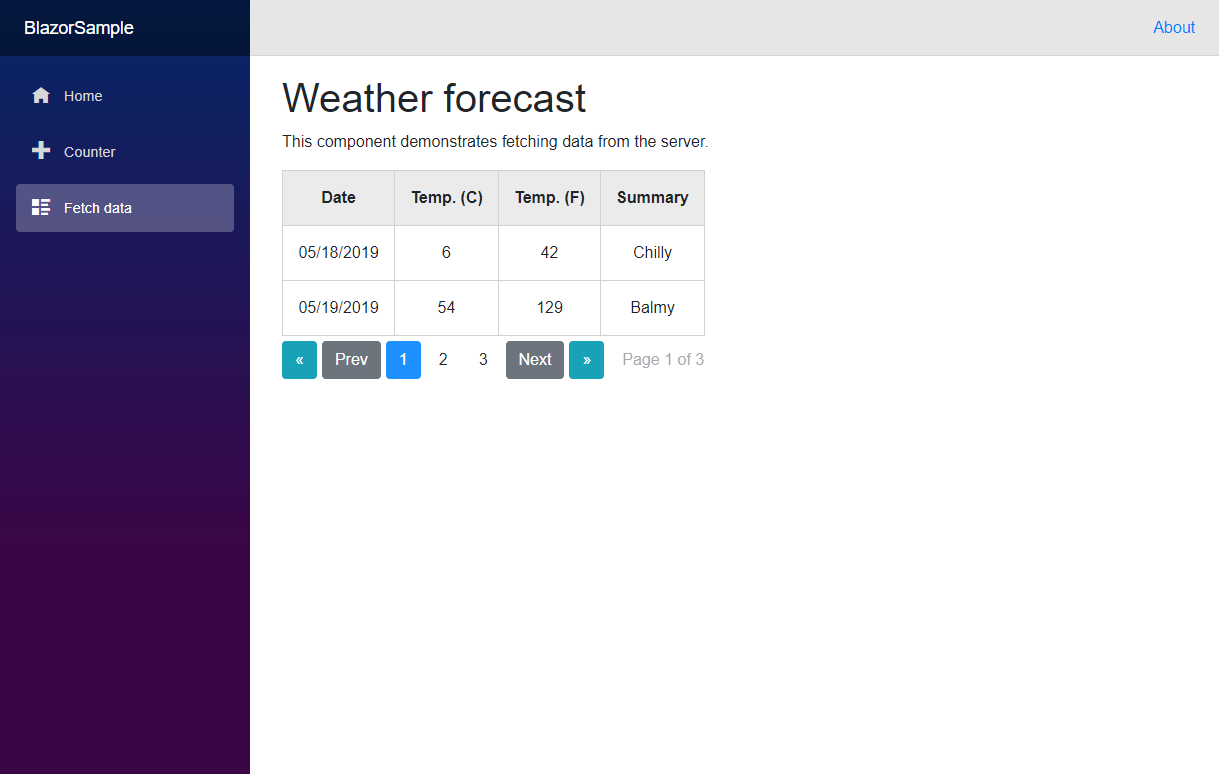 BlazorSample
About
Home
Counter
Fetch data
Weather forecast
This component demonstrates fetching data from the server.
Date Temp. (C) Temp. (F) Summary
05/18/2019 6 42 Chilly
05/19/2019 54 129 Balmy
« Prev 1 2 3 Next » Page 1 of 3